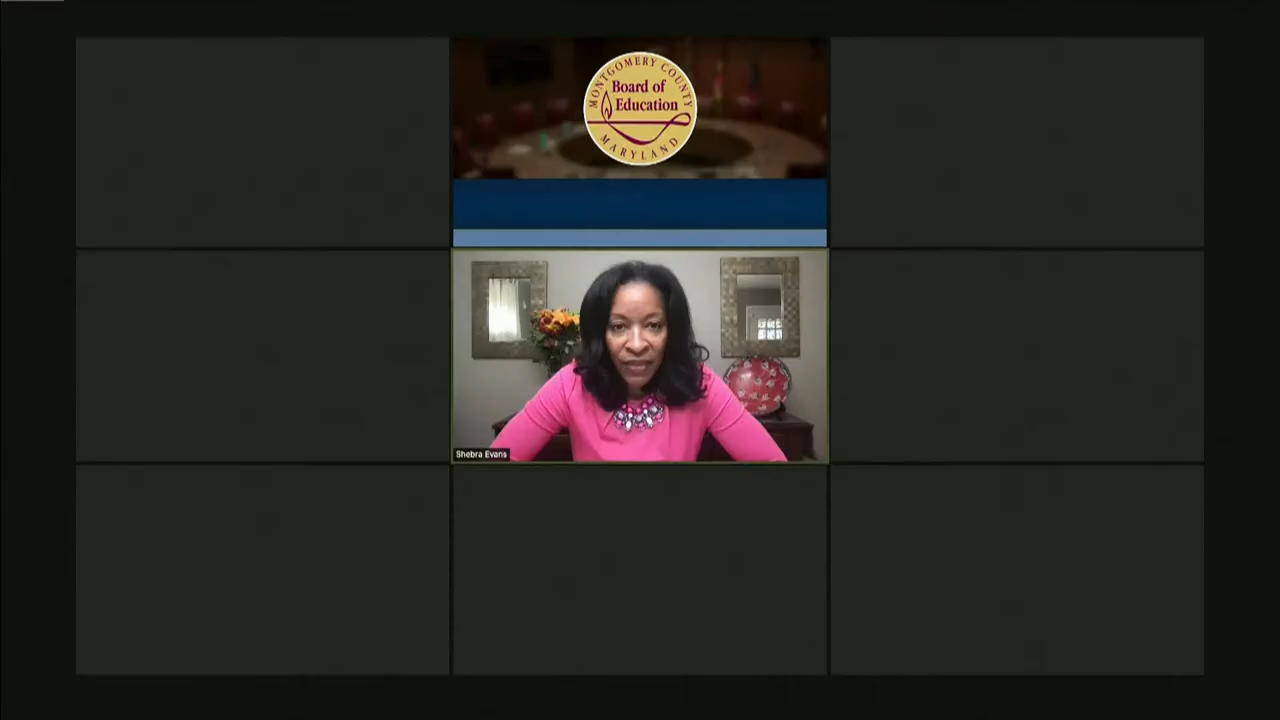 MONTGOMERY COUNTY
Board of
Education
MARYLAND
Shebra Evans